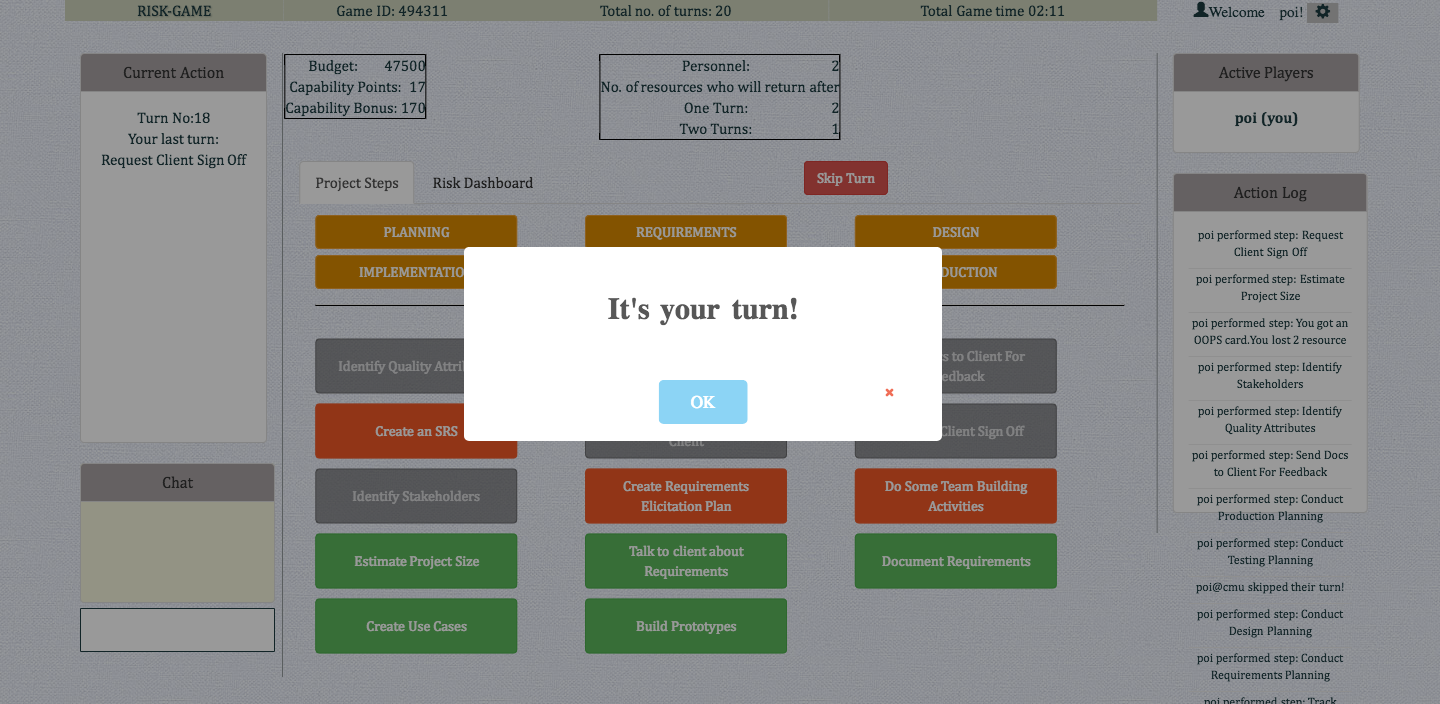 RISK-GAME
Game ID: 494311
Total no. of turns: 20
Total Game time 02:11
Welcome poi!
Current Action
Turn No:18
Your last turn:
Request Client Sign Off
Chat
Budget: 47500
Capability Points: 17
Capability Bonus: 170
Personnel: 2
No. of resources who will return after
One Turn: 2
Two Turns: 1
Project Steps
Risk Dashboard
Skip Turn
PLANNING
REQUIREMENTS
DESIGN
IMPLEMENTATIO
DUCTION
It's your turn!
OK
Identify Quality Attri
s to Client For
edback
Create an SRS
Client
Client Sign Off
Identify Stakeholders
Create Requirements
Elicitation Plan
Do Some Team Building
Activities
Estimate Project Size
Talk to client about
Requirements
Document Requirements
Create Use Cases
Build Prototypes
Active Players
poi (you)
Action Log
poi performed step: Request
Client Sign Off
poi performed step: Estimate
Project Size
poi performed step: You got an
OOPS card.You lost 2 resource
poi performed step: Identify
Stakeholders
poi performed step: Identify
Quality Attributes
poi performed step: Send Docs
to Client For Feedback
poi performed step: Conduct
Production Planning
poi performed step: Conduct
Testing Planning
poi@cmu skipped their turn!
poi performed step: Conduct
Design Planning
poi performed step: Conduct
Requirements Planning
poi performed step: Track